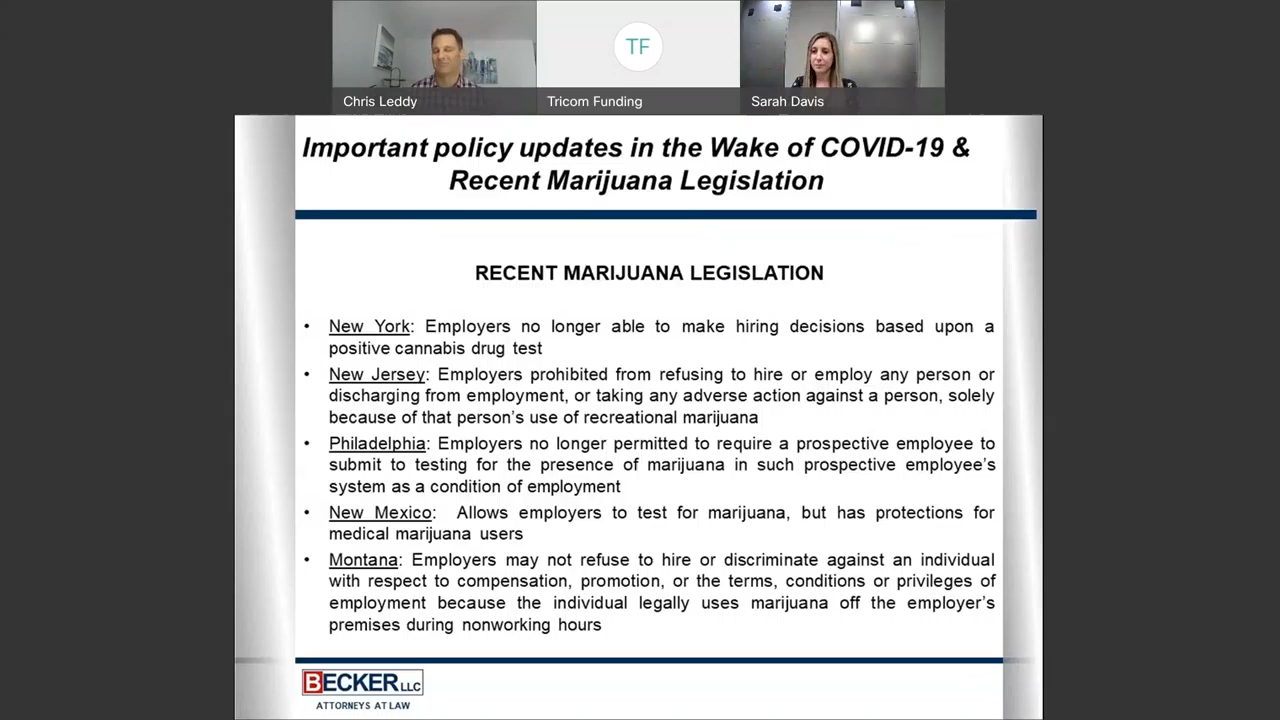 TF
Chris Leddy
Tricom Funding
Sarah Davis
Important policy updates in the Wake of COVID-19 &
Recent Marijuana Legislation
RECENT MARIJUANA LEGISLATION
• New York: Employers no longer able to make hiring decisions based upon a
positive cannabis drug test
• New Jersey: Employers prohibited from refusing to hire or employ any person or
discharging from employment, or taking any adverse action against a person, solely
because of that person's use of recreational marijuana
• Philadelphia: Employers no longer permitted to require a prospective employee to
submit to testing for the presence of marijuana in such prospective employee's
system as a condition of employment
• New Mexico: Allows employers to test for marijuana, but has protections for
medical marijuana users
• Montana: Employers may not refuse to hire or discriminate against an individual
with respect to compensation, promotion, or the terms, conditions or privileges of
employment because the individual legally uses marijuana off the employer's
premises during nonworking hours
BECKER LLC
ATTORNEYS AT LAW